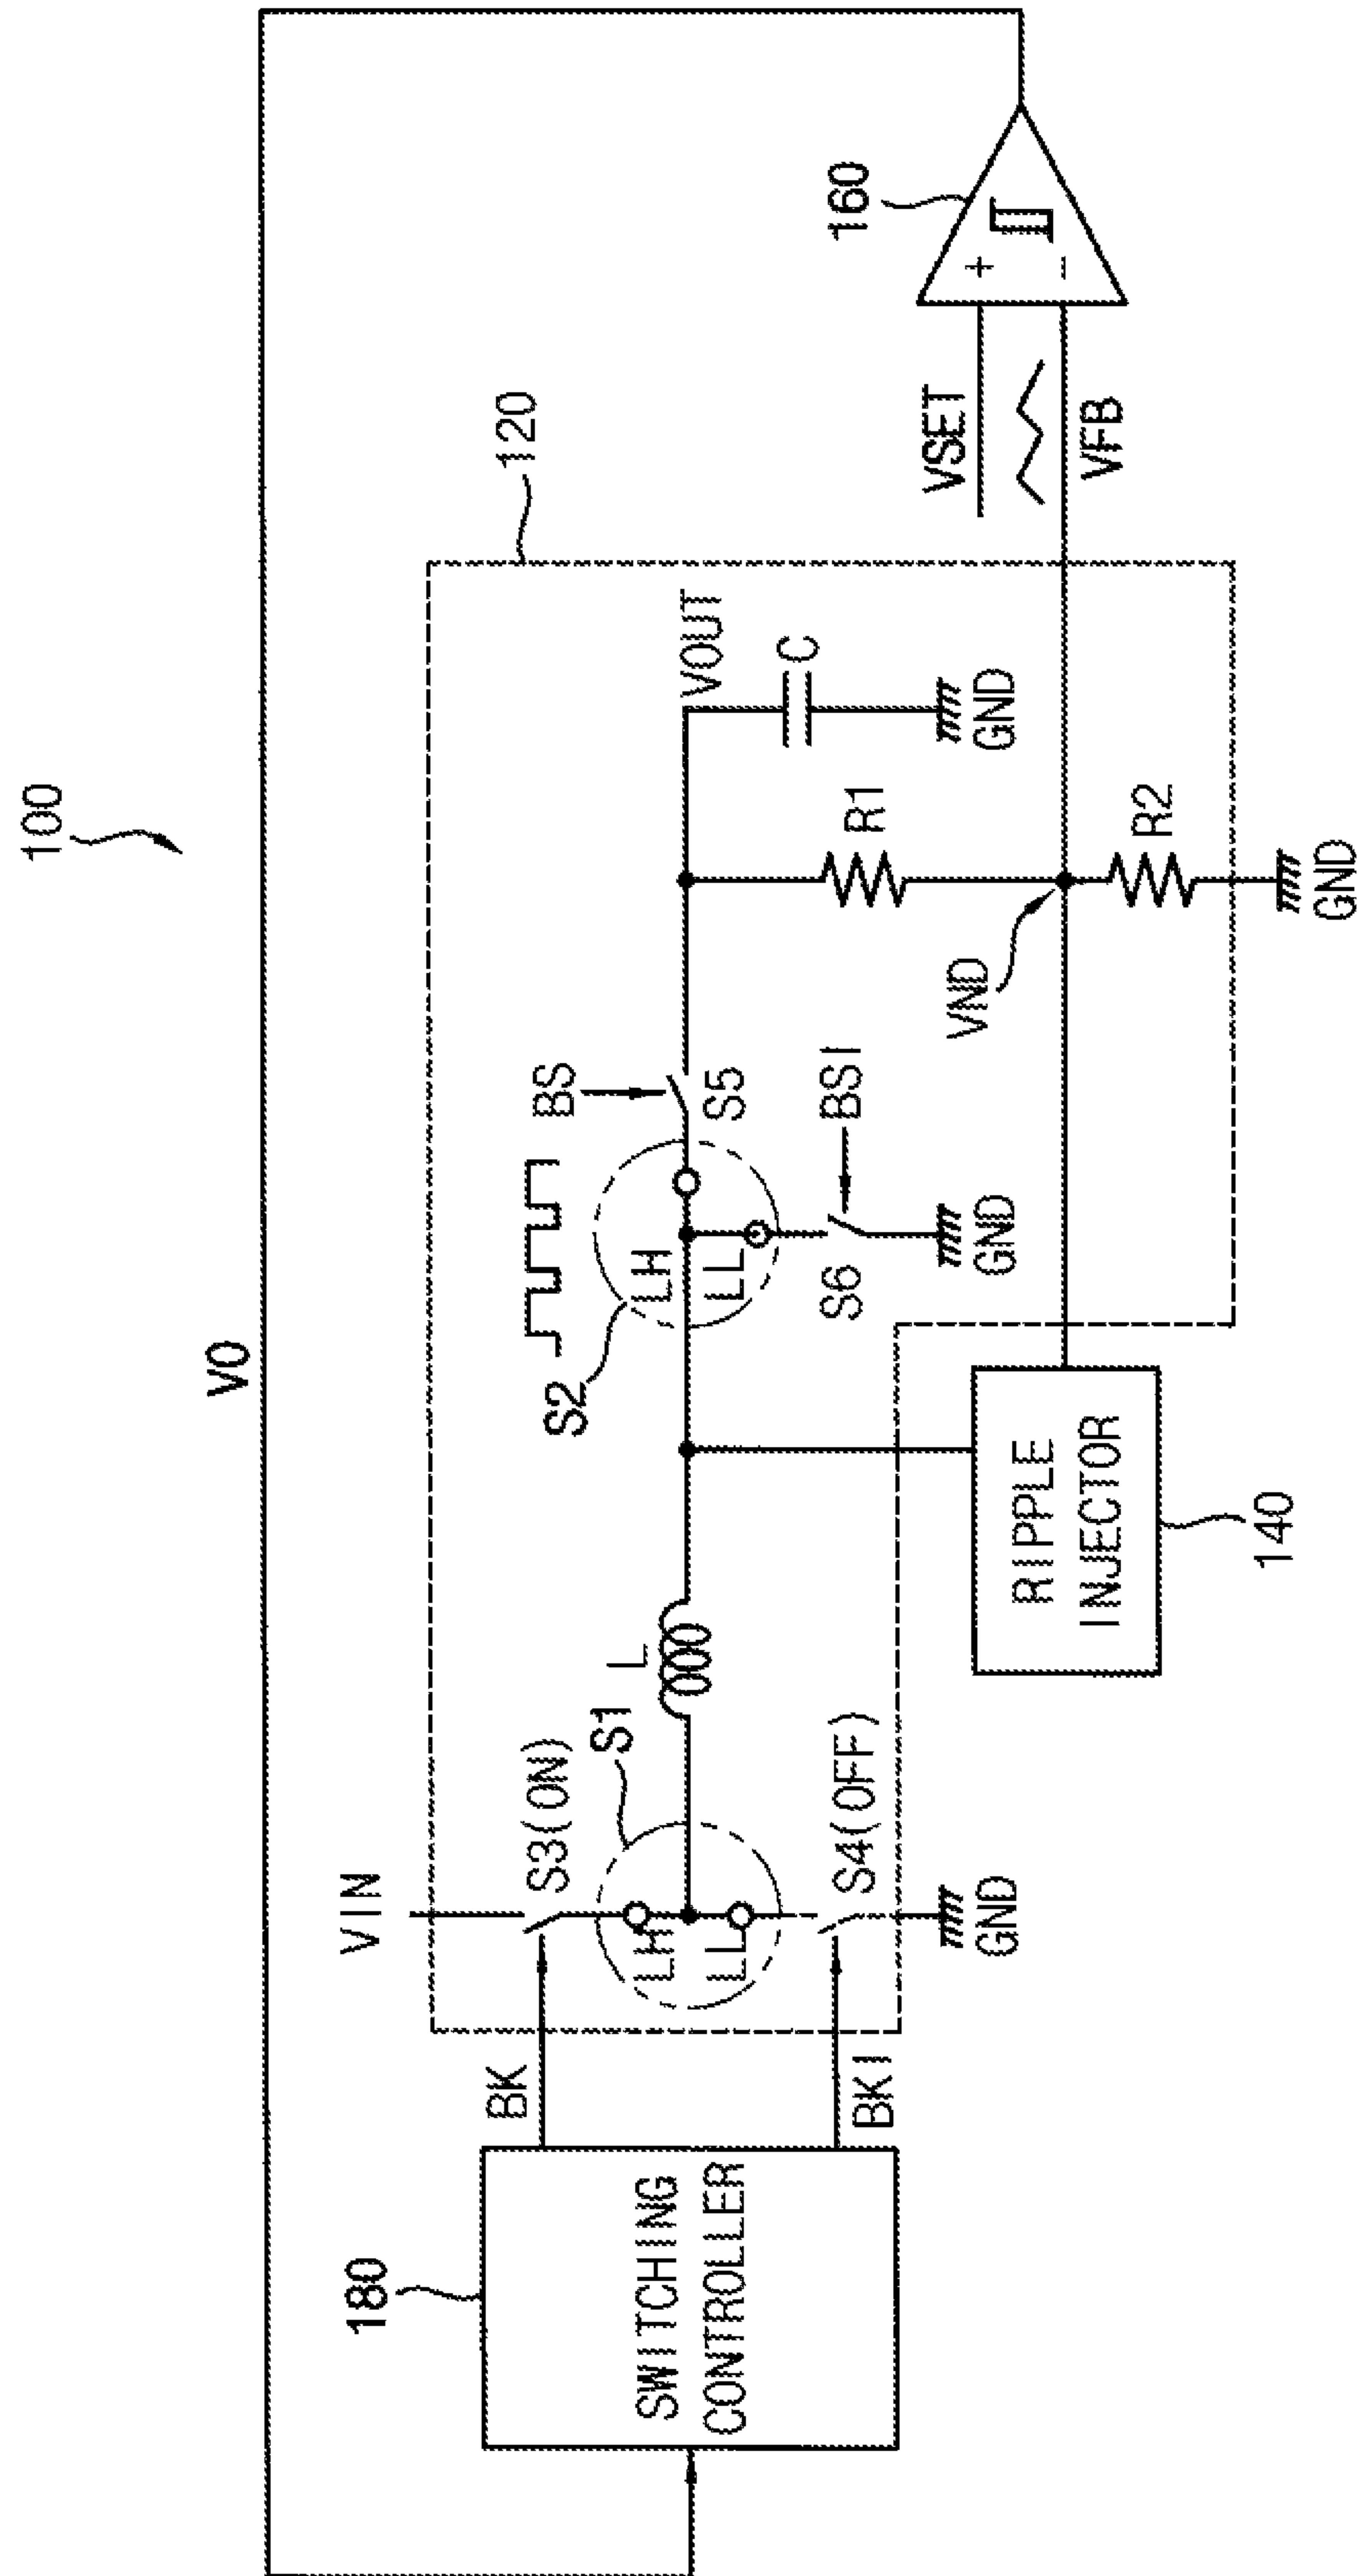 100
VO
120
160
VSET
VFB
VOUT
C
GND
R1
R2
GND
VND
BS
S5
BSI
S6
GND
LH
LL
S2
RIPPLE
INJECTOR
140
L
S1
VIN
S3(ON)
LH
LL
S4(OFF)
GND
BK
BKI
180
SWITCHING
CONTROLLER
+
-